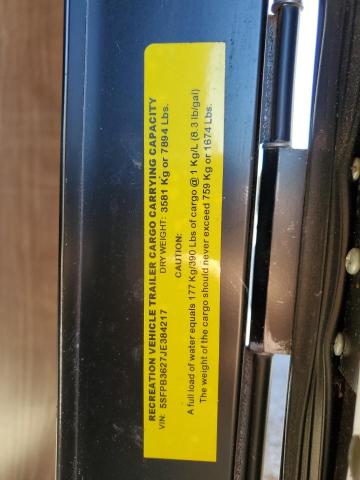 RECREATION VEHICLE TRAILER CARGO CARRYING CAPACITY
VIN: 5SFPB3627JE384217 DRY WEIGHT: 3581 Kg or 7894 Lbs.
CAUTION:
A full load of water equals 177 Kg/390 Lbs of cargo @ 1 Kg/L (8.3 lb/gal)
The weight of the cargo should never exceed 759 Kg or 1674 Lbs.